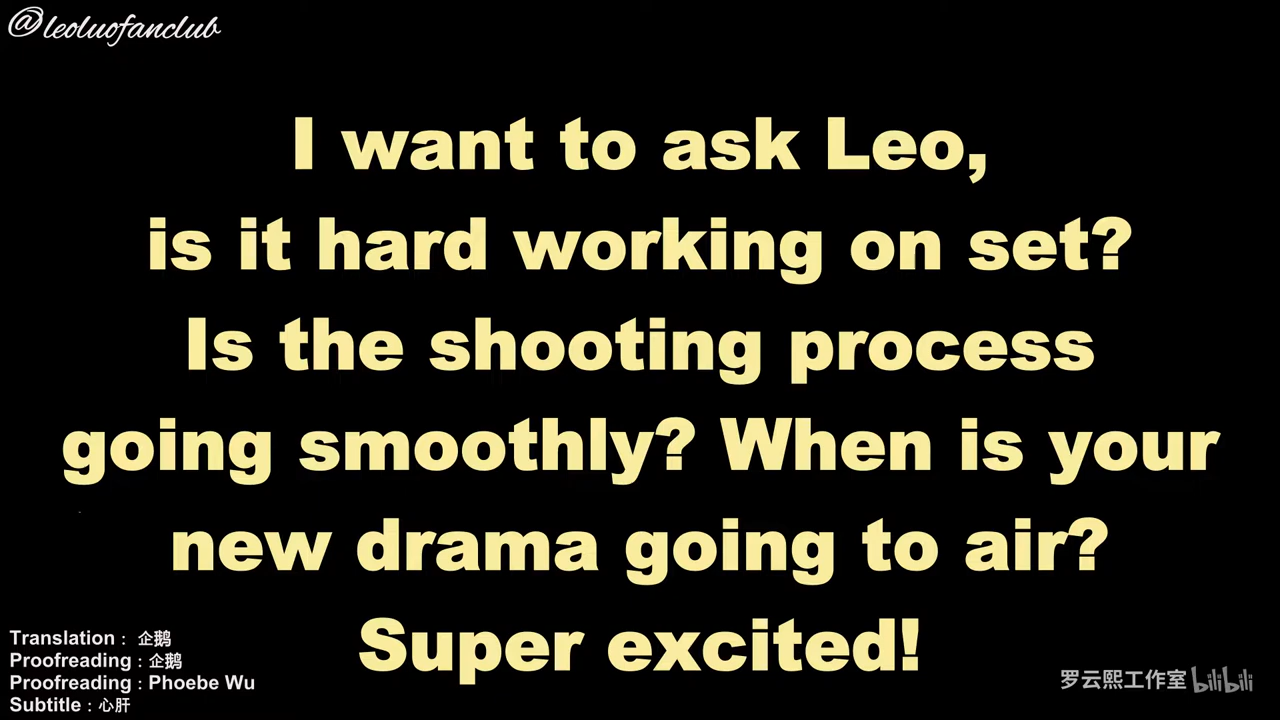 @leoluofanclub
I want to ask Leo,
is it hard working on set?
Is the shooting process
going smoothly? When is your
new drama going to air?
Super excited!
Translation : 企鹅
Proofreading : 企鹅
Proofreading : Phoebe Wu
Subtitle : 心肝
罗云熙工作室 bilibili